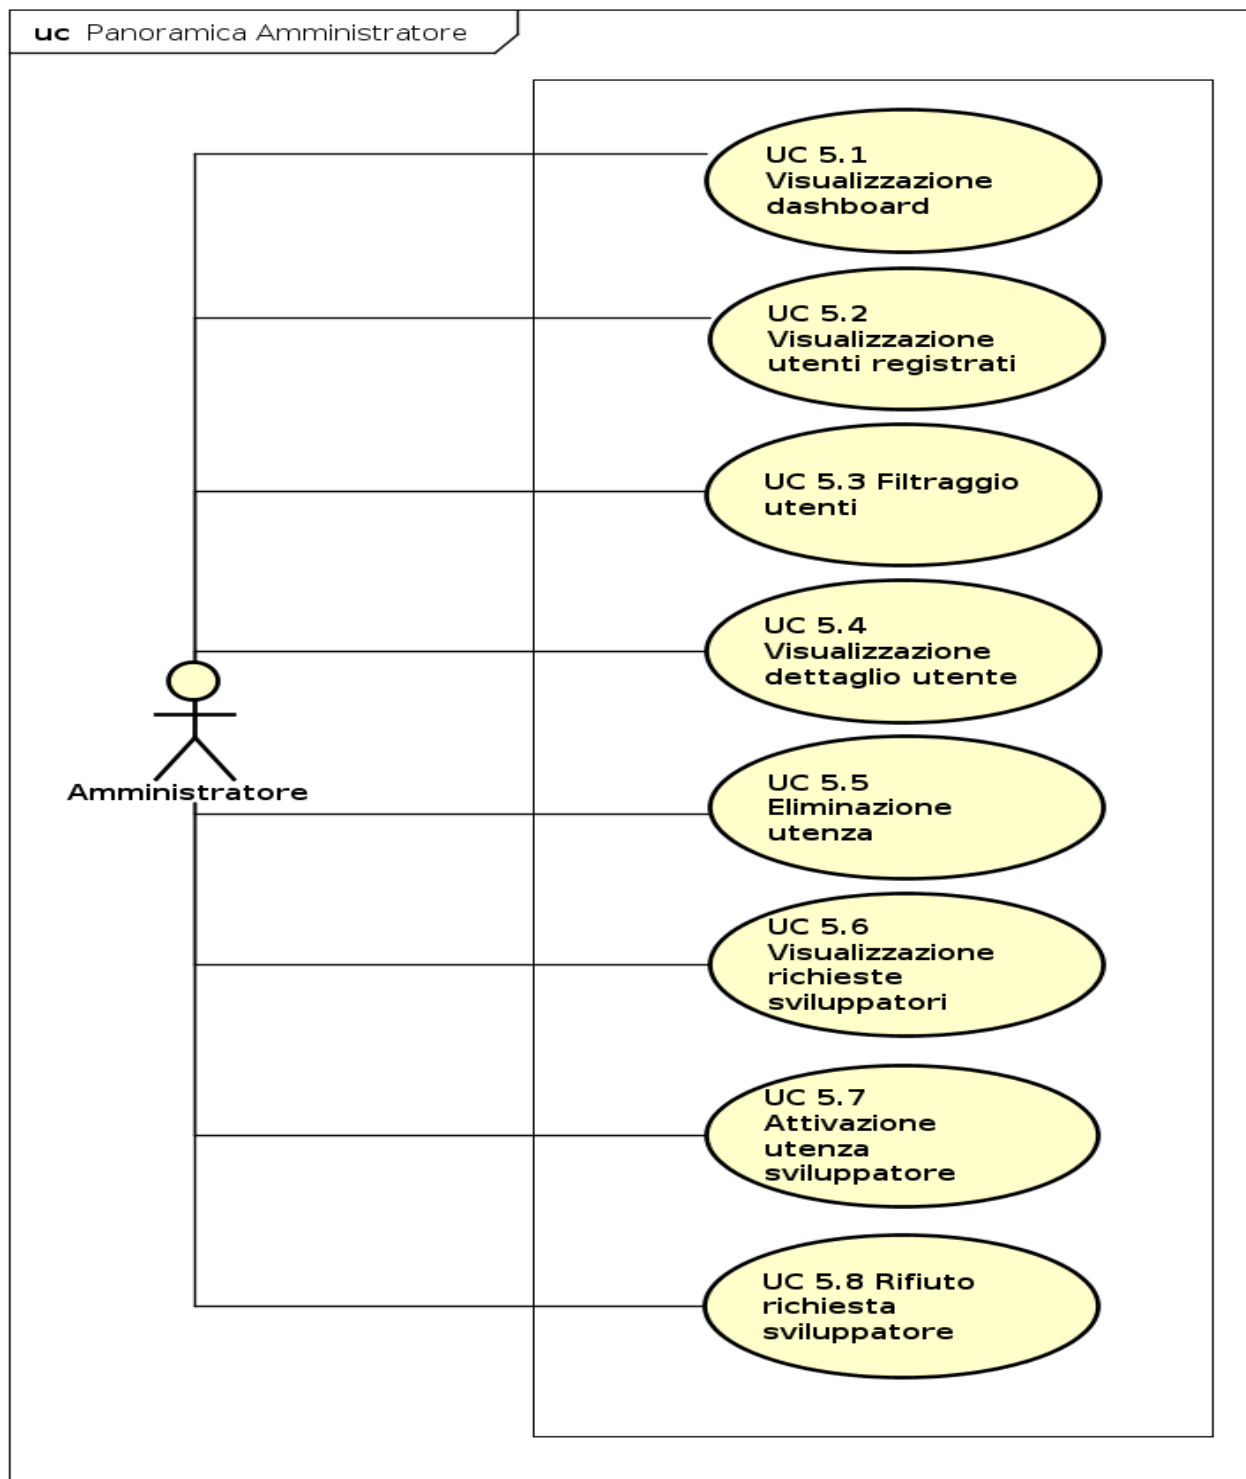 uc Panoramica Amministratore
UC 5.1
Visualizzazione
dashboard
UC 5.2
Visualizzazione
utenti registrati
UC 5.3 Filtraggio
utenti
UC 5.4
Visualizzazione
dettaglio utente
Amministratore
UC 5.5
Eliminazione
utenza
UC 5.6
Visualizzazione
richieste
sviluppatori
UC 5.7
Attivazione
utenza
sviluppatore
UC 5.8 Rifiuto
richiesta
sviluppatore